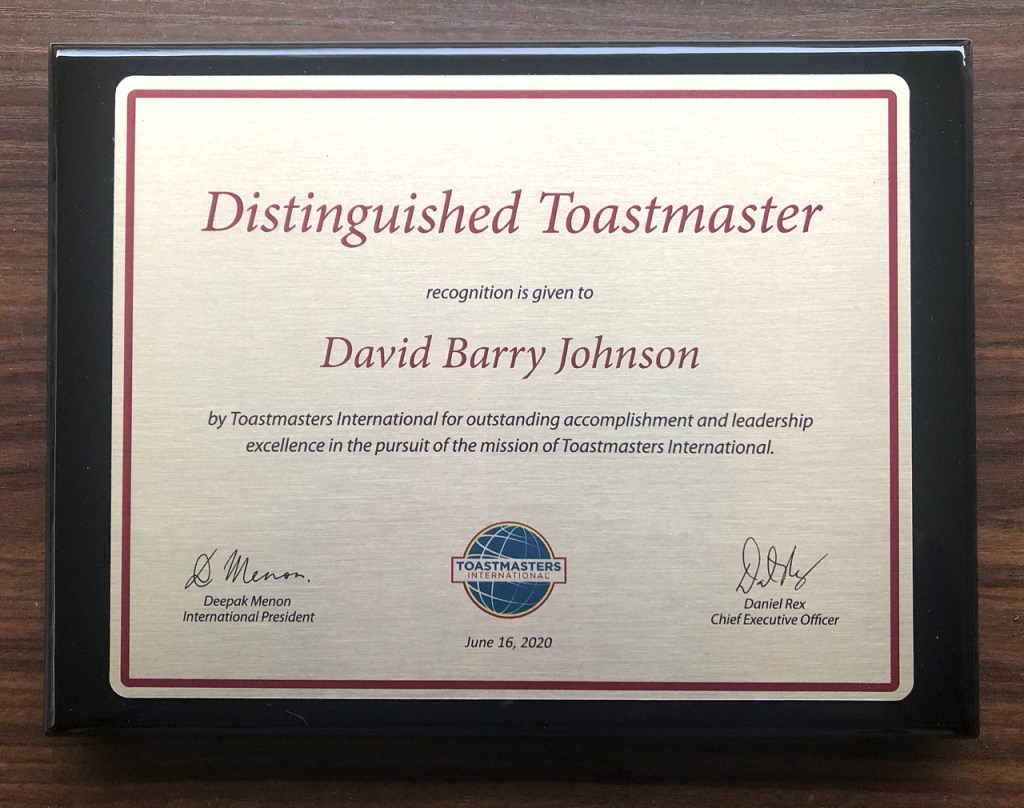 Distinguished Toastmaster
recognition is given to
David Barry Johnson
by Toastmasters International for outstanding accomplishment and leadership
excellence in the pursuit of the mission of Toastmasters International.
D Menon.
Deepak Menon
International President
TOASTMASTERS
INTERNATIONAL
June 16, 2020
Daniel Rex
Chief Executive Officer